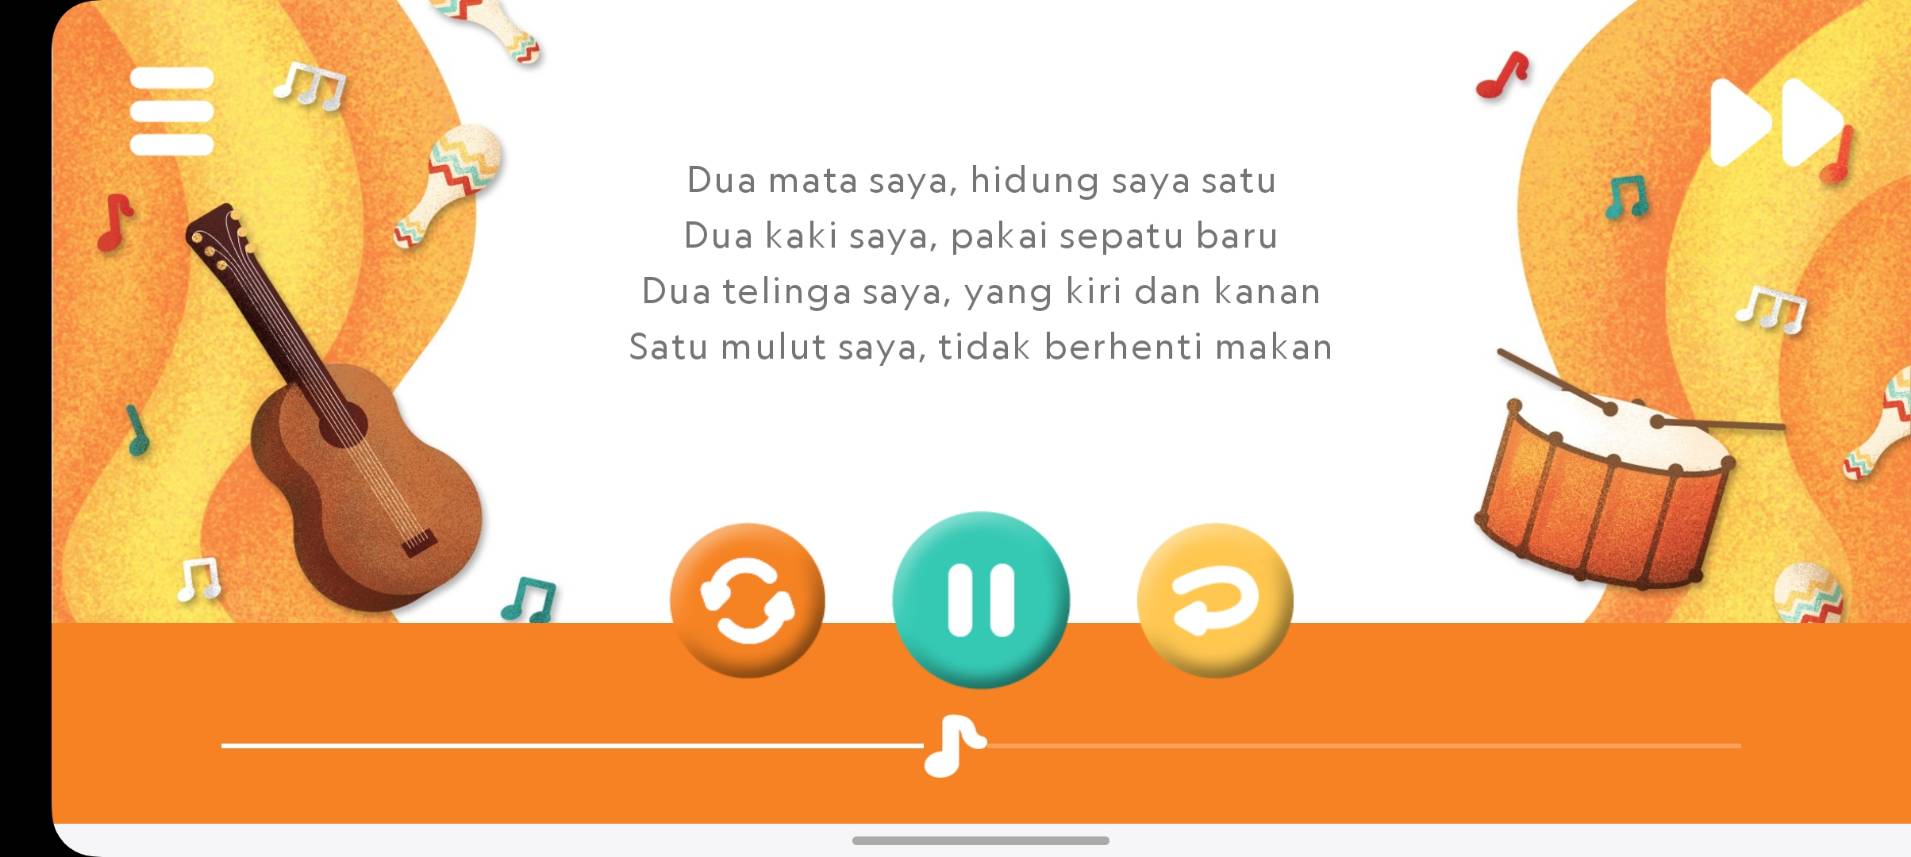 Dua mata saya, hidung saya satu
Dua kaki saya, pakai sepatu baru
Dua telinga saya, yang kiri dan kanan
Satu mulut saya, tidak berhenti makan